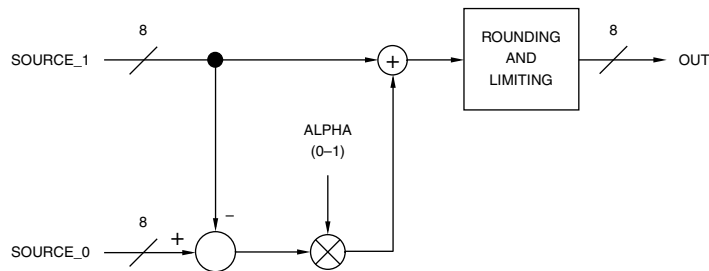 8
ROUNDING
AND
LIMITING
8
SOURCE_1
+
OUT
ALPHA
(0–1)
8
+
–
SOURCE_0